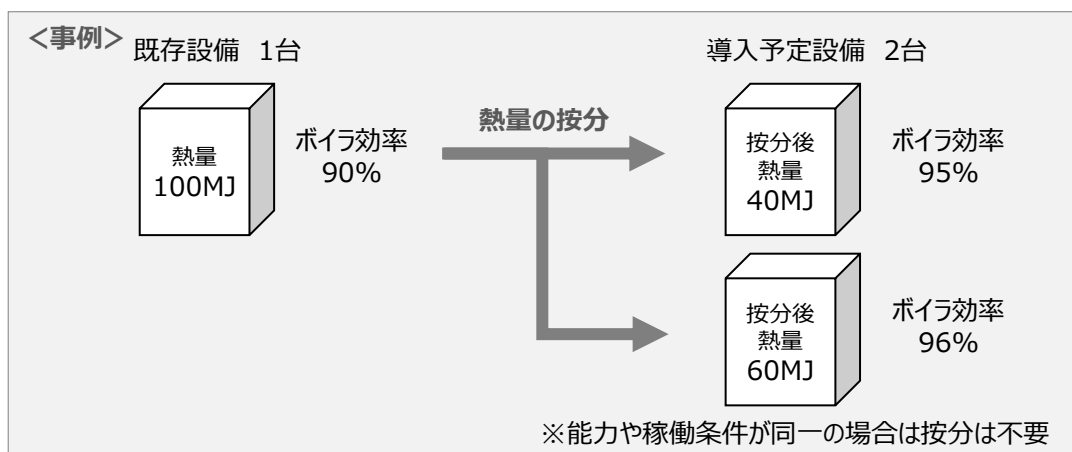 ＜事例＞
既存設備 1台
導入予定設備 2台
熱量
100MJ
ボイラ効率
90%
熱量の按分
按分後
熱量
40MJ
ボイラ効率
95%
按分後
熱量
60MJ
ボイラ効率
96%
※能力や稼働条件が同一の場合は按分は不要